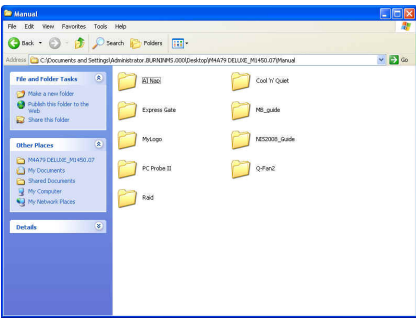 Manual
File Edit View Favorites Tools Help
Back Search Folders
Address C:\Documents and Settings\Administrator.BURNINMS.000\Desktop\M4A79 DELUXE_M1450.07\Manual Go
File and Folder Tasks
Make a new folder
Publish this folder to the
Web
Share this folder
Other Places
M4A79 DELUXE_M1450.07
My Documents
Shared Documents
My Computer
My Network Places
Details
AI Nap Cool 'n' Quiet
Express Gate MB_guide
MyLogo NIS2008_Guide
PC Probe II Q-Fan2
Raid